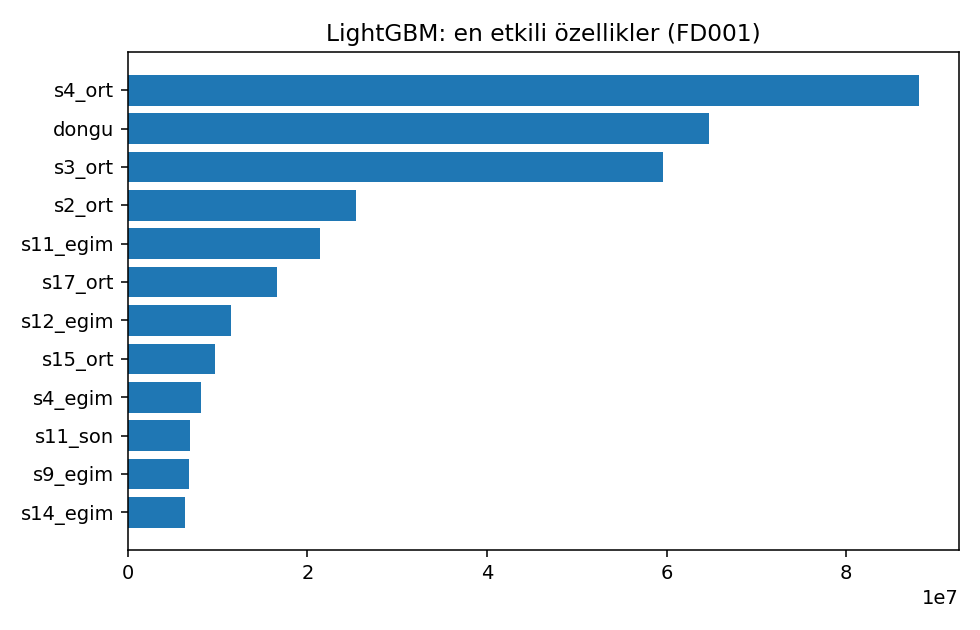 LightGBM: en etkili özellikler (FD001)
s4_ort
dongu
s3_ort
s2_ort
s11_egim
s17_ort
s12_egim
s15_ort
s4_egim
s11_son
s9_egim
s14_egim
0 2 4 6 8
1e7